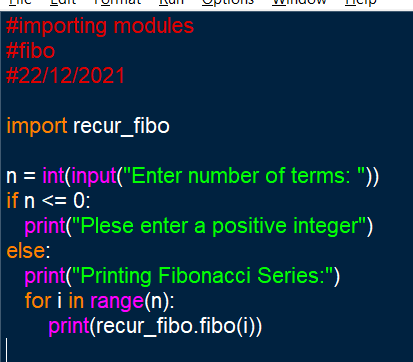 File Edit Format Run Options Window Help
#importing modules
#fibo
#22/12/2021
import recur_fibo
n = int(input("Enter number of terms: "))
if n <= 0:
print("Plese enter a positive integer")
else:
print("Printing Fibonacci Series:")
for i in range(n):
print(recur_fibo.fibo(i))